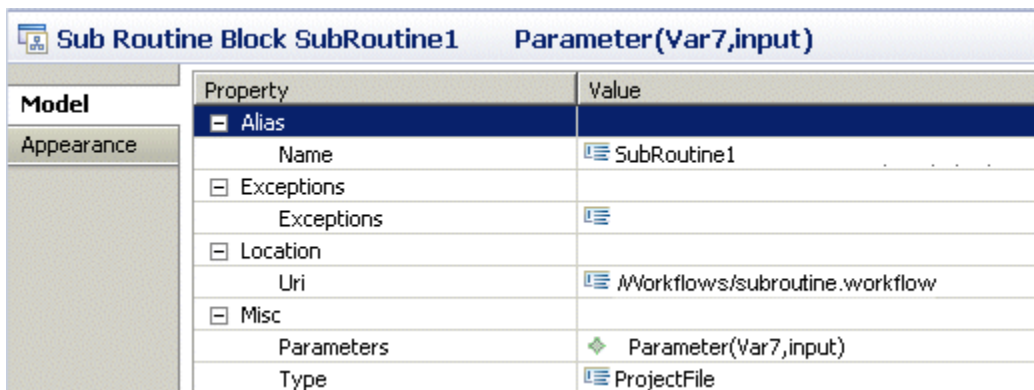 Sub Routine Block SubRoutine1 Parameter(Var7,input)
Model
Appearance
Property Value
Alias
Name SubRoutine1
Exceptions
Exceptions
Location
Uri /Workflows/subroutine.workflow
Misc
Parameters Parameter(Var7,input)
Type ProjectFile